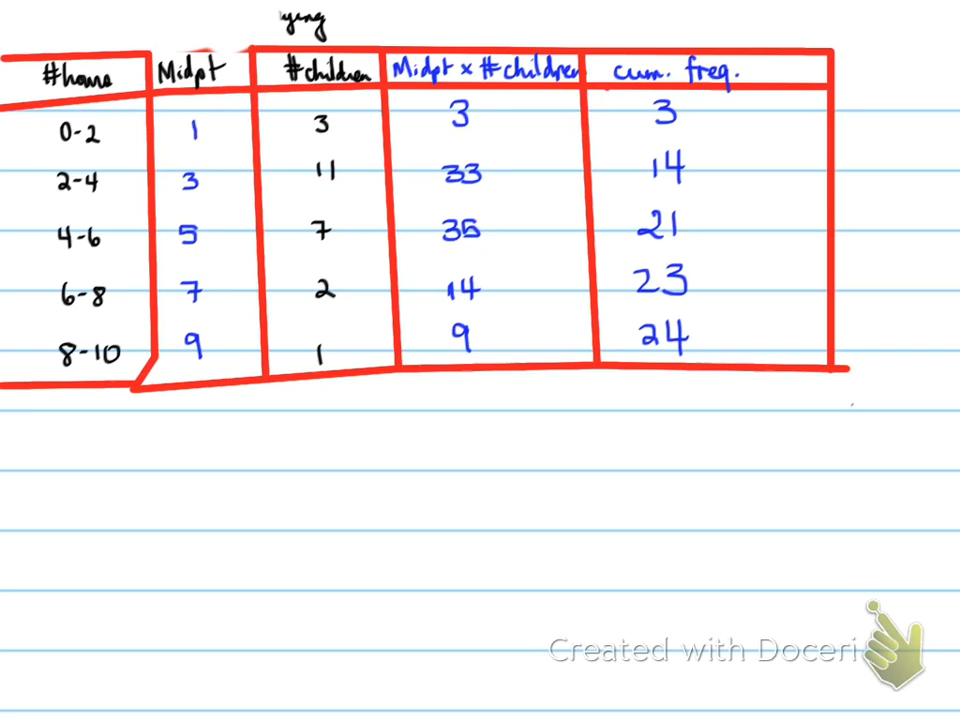 #hours Midpt #children Midpt x #children cum. freq.
0-2 1 3 3 3
2-4 3 11 33 14
4-6 5 7 35 21
6-8 7 2 14 23
8-10 9 1 9 24
Created with Doceri